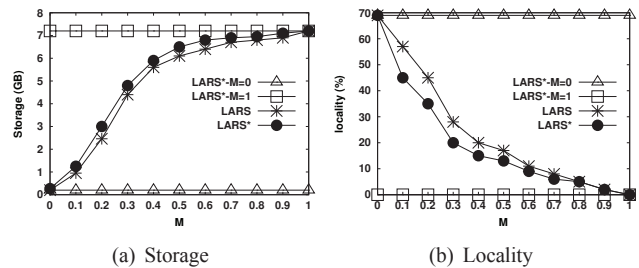 8
7
6
5
4
3
2
1
0
Storage (GB)
LARS*-M=0
LARS*-M=1
LARS
LARS*
0 0.1 0.2 0.3 0.4 0.5 0.6 0.7 0.8 0.9 1
M
(a) Storage
70
60
50
40
30
20
10
0
locality (%)
LARS*-M=0
LARS*-M=1
LARS
LARS*
0 0.1 0.2 0.3 0.4 0.5 0.6 0.7 0.8 0.9 1
M
(b) Locality